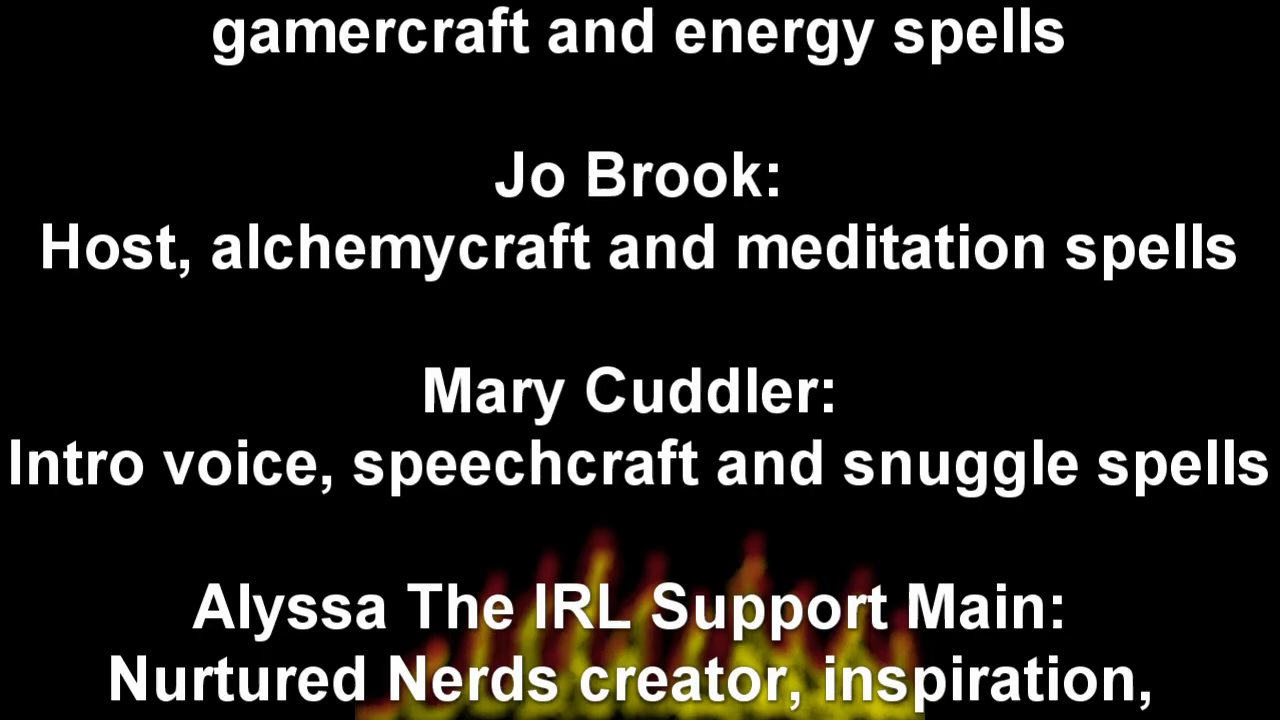 gamercraft and energy spells
Jo Brook:
Host, alchemycraft and meditation spells
Mary Cuddler:
Intro voice, speechcraft and snuggle spells
Alyssa The IRL Support Main:
Nurtured Nerds creator, inspiration,